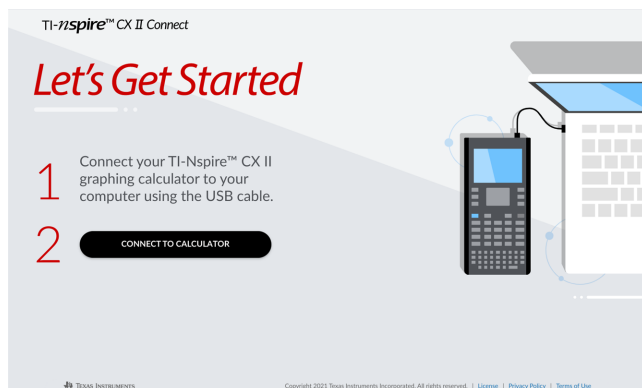 TI-nspire™ CX II Connect
Let's Get Started
1
Connect your TI-Nspire™ CX II
graphing calculator to your
computer using the USB cable.
2
CONNECT TO CALCULATOR
TEXAS INSTRUMENTS
Copyright 2021 Texas Instruments Incorporated. All rights reserved. | License | Privacy Policy | Terms of Use